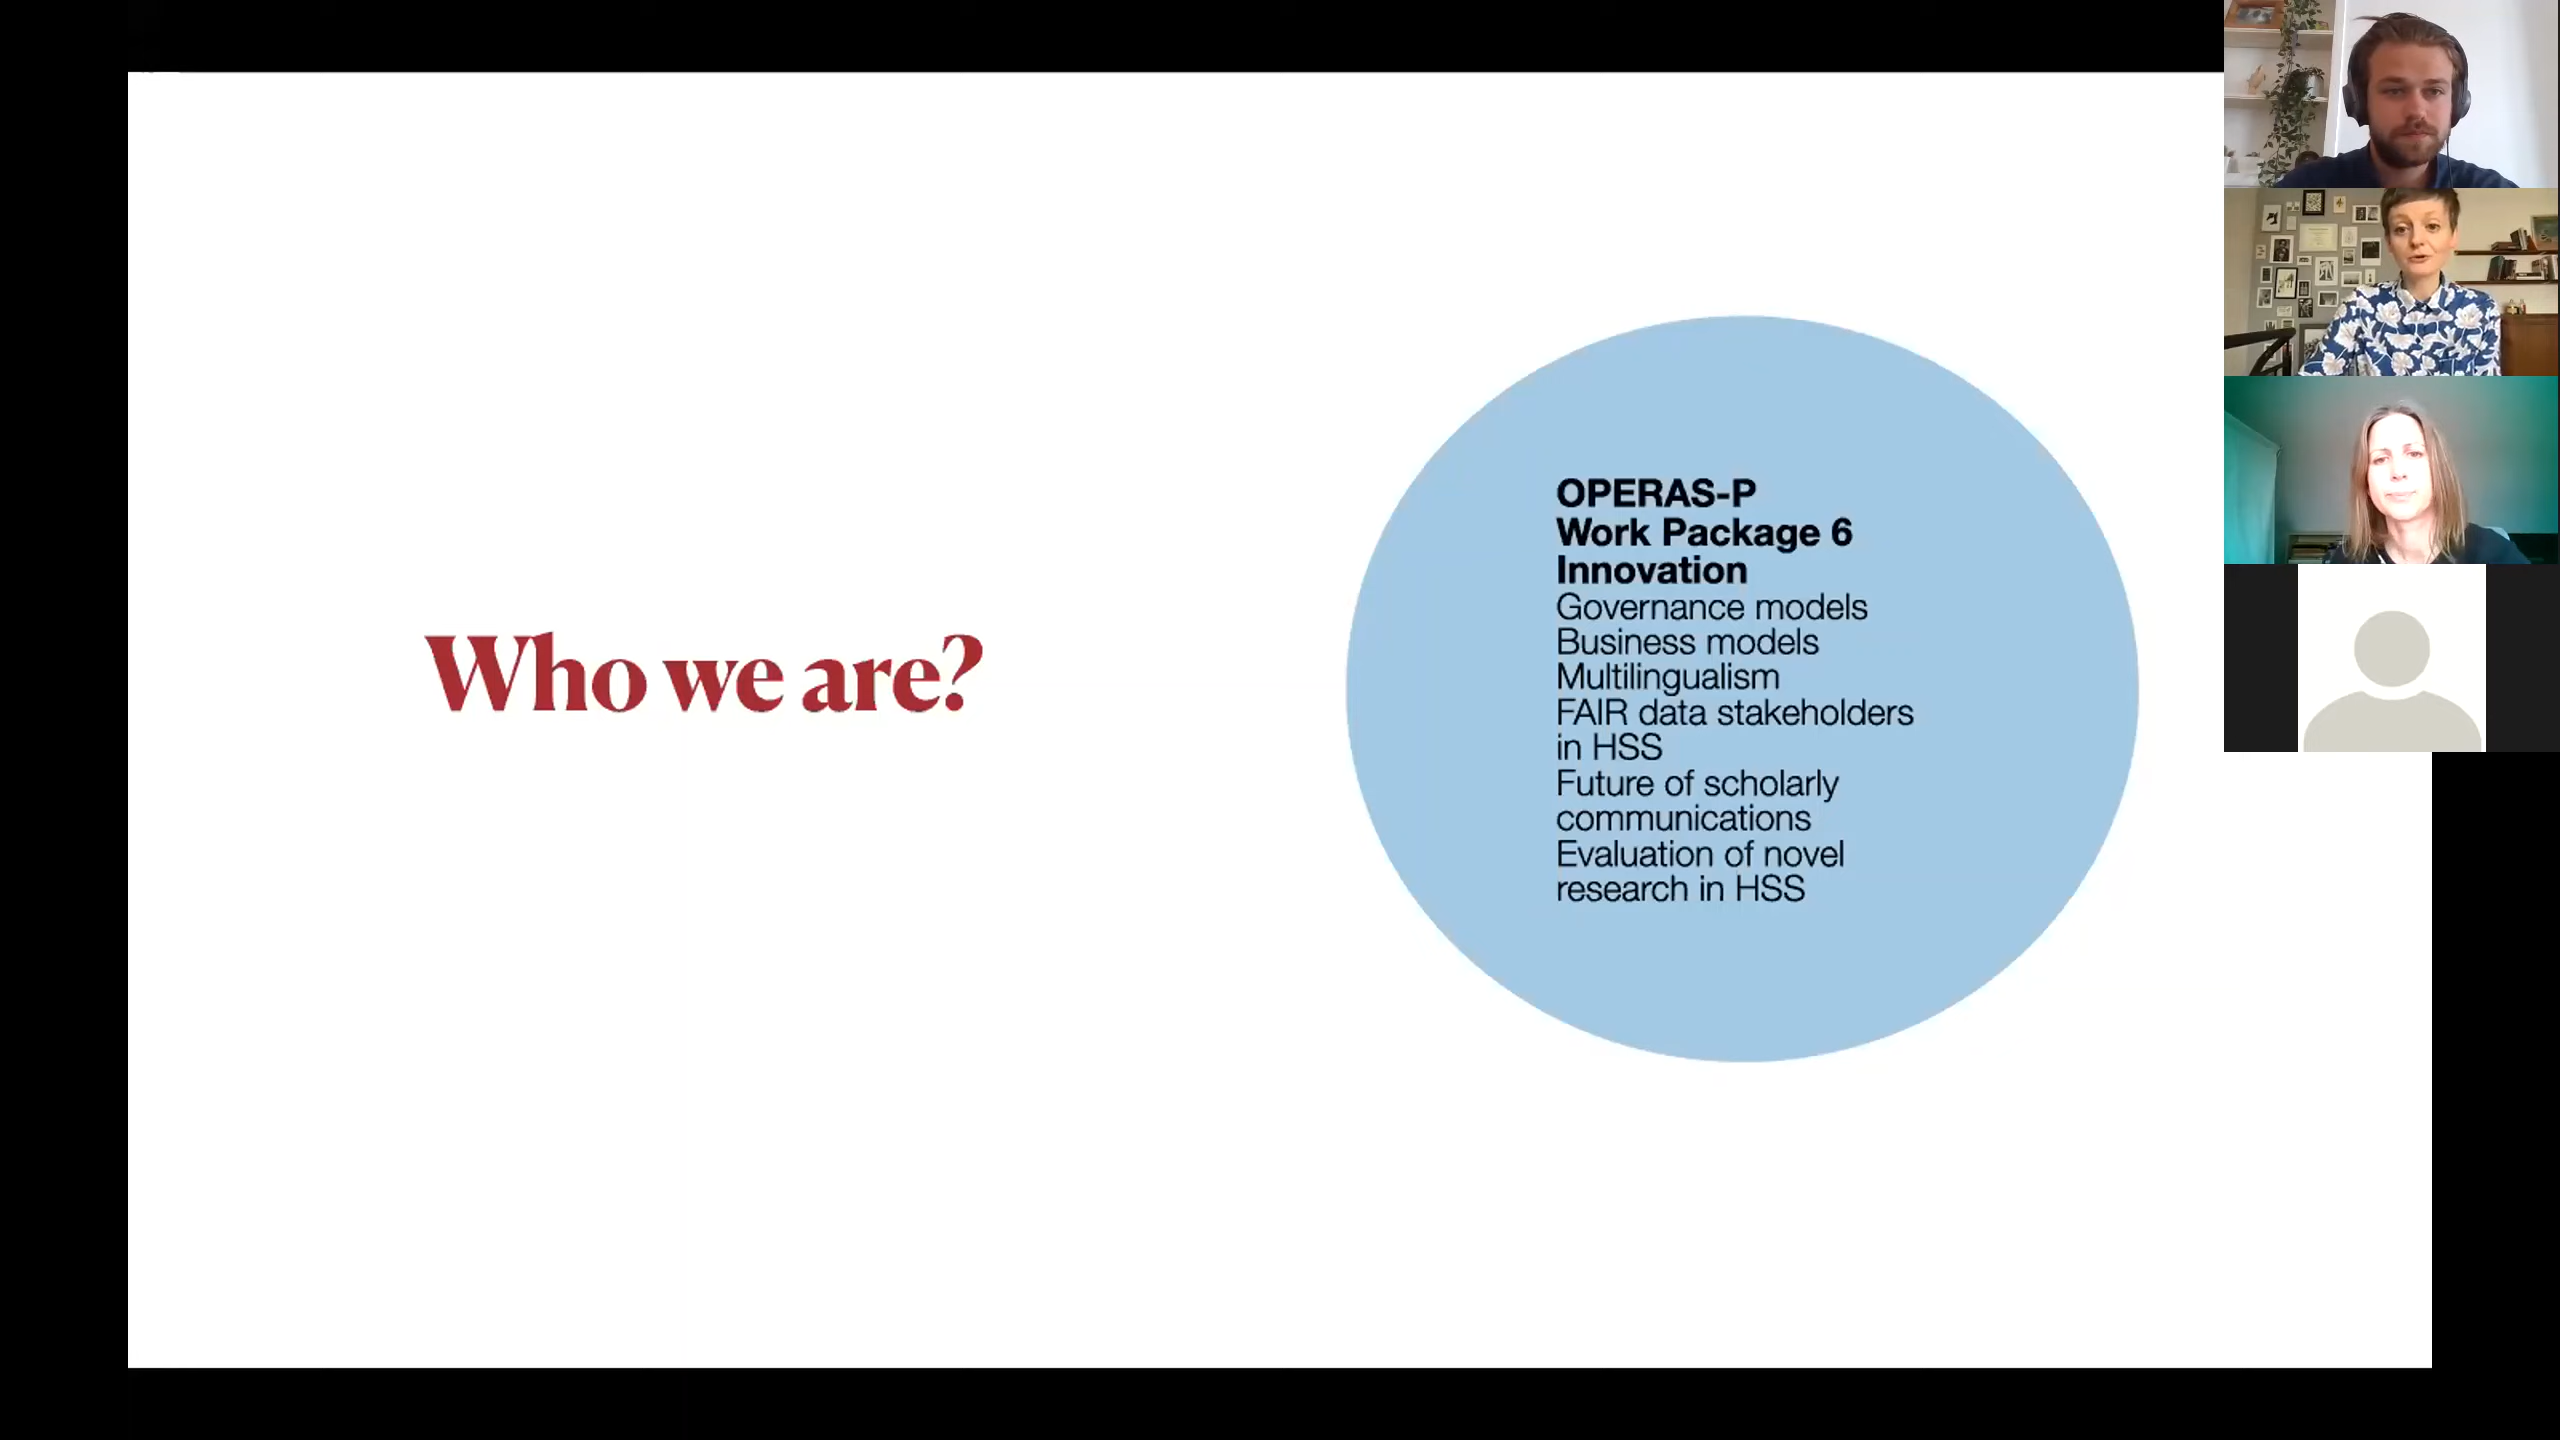 Who we are?
OPERAS-P
Work Package 6
Innovation
Governance models
Business models
Multilingualism
FAIR data stakeholders
in HSS
Future of scholarly
communications
Evaluation of novel
research in HSS